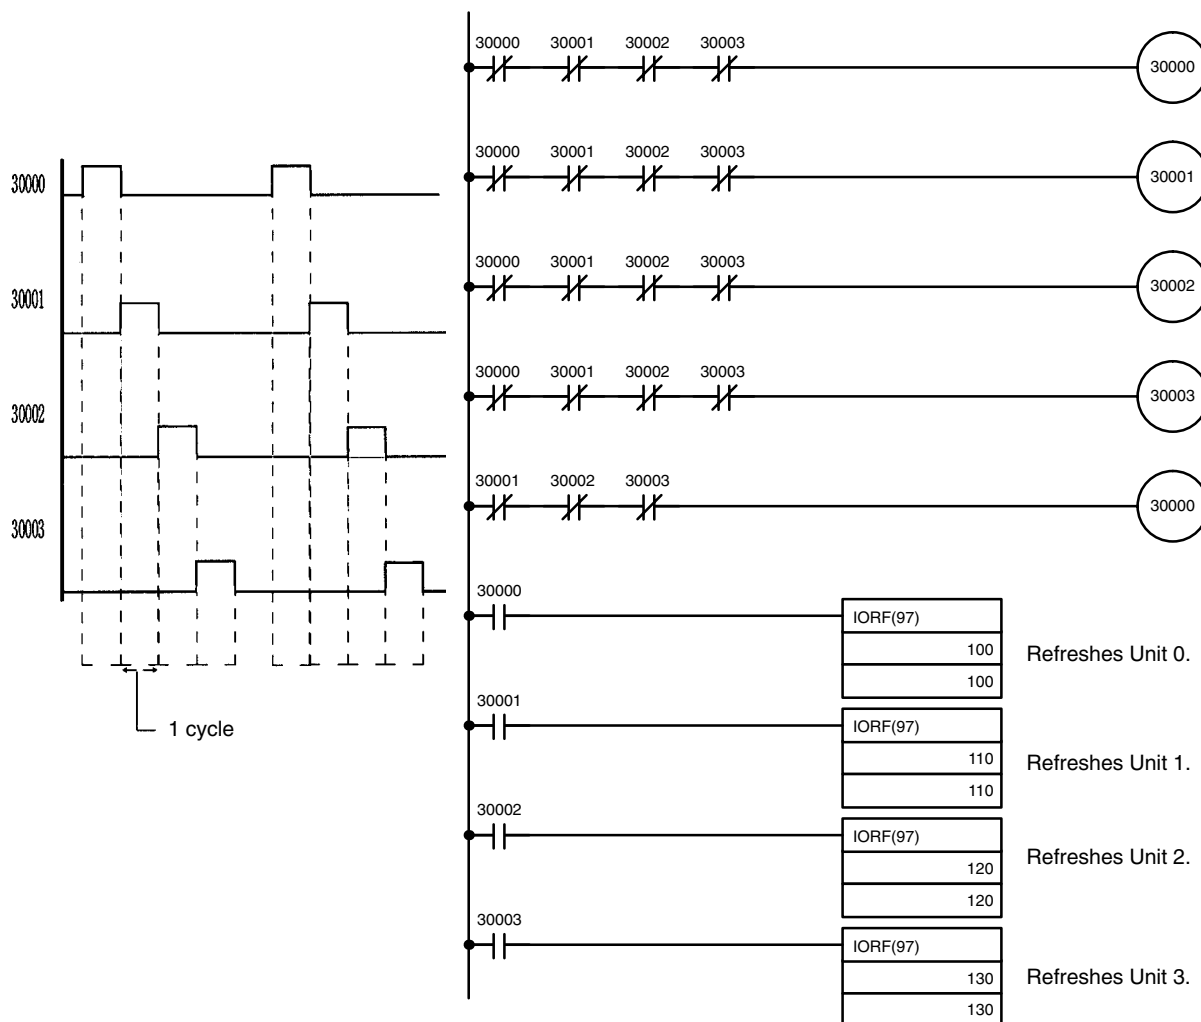 30000 30001 30002 30003
30000
30000 30001 30002 30003
30001
30000 30001 30002 30003
30002
30000 30001 30002 30003
30003
30001 30002 30003
30000
30000
30001
30002
30003
1 cycle
30000
IORF(97)
100
100
Refreshes Unit 0.
30001
IORF(97)
110
110
Refreshes Unit 1.
30002
IORF(97)
120
120
Refreshes Unit 2.
30003
IORF(97)
130
130
Refreshes Unit 3.